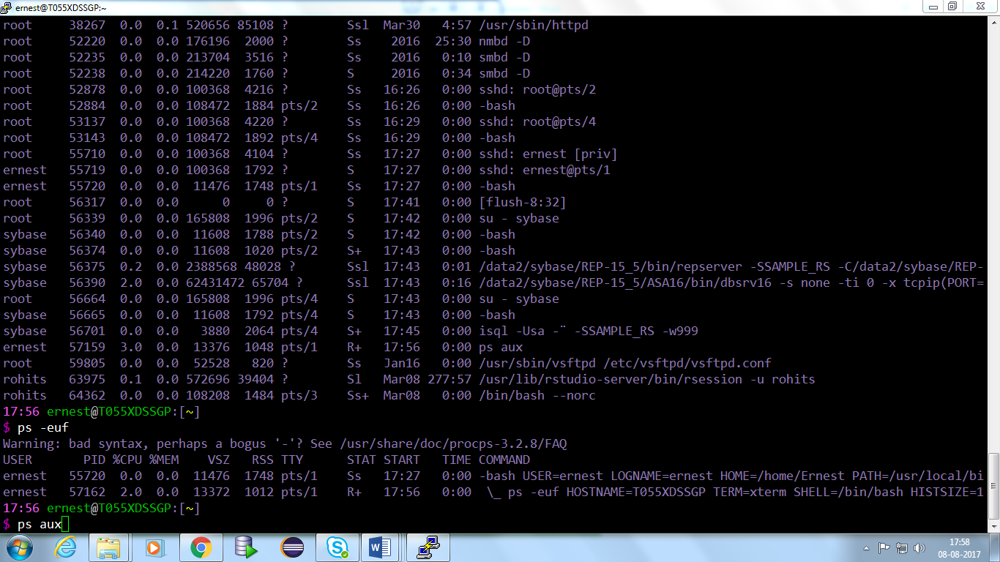 ernest@T055XDSSGP:~
root     38267  0.0  0.1 520656 85108 ?        Ssl  Mar30   4:57 /usr/sbin/httpd
root     52220  0.0  0.0 176196  2000 ?        Ss    2016  25:30 nmbd -D
root     52235  0.0  0.0 213704  3516 ?        Ss    2016   0:10 smbd -D
root     52238  0.0  0.0 214220  1760 ?        S     2016   0:34 smbd -D
root     52878  0.0  0.0 100368  4216 ?        Ss   16:26   0:00 sshd: root@pts/2
root     52884  0.0  0.0 108472  1884 pts/2    Ss   16:26   0:00 -bash
root     53137  0.0  0.0 100368  4220 ?        Ss   16:29   0:00 sshd: root@pts/4
root     53143  0.0  0.0 108472  1892 pts/4    Ss   16:29   0:00 -bash
root     55710  0.0  0.0 100368  4104 ?        Ss   17:27   0:00 sshd: ernest [priv]
ernest   55719  0.0  0.0 100368  1792 ?        S    17:27   0:00 sshd: ernest@pts/1
ernest   55720  0.0  0.0  11476  1748 pts/1    Ss   17:27   0:00 -bash
root     56317  0.0  0.0      0     0 ?        S    17:41   0:00 [flush-8:32]
root     56339  0.0  0.0 165808  1996 pts/2    S    17:42   0:00 su - sybase
sybase   56340  0.0  0.0  11608  1788 pts/2    S    17:42   0:00 -bash
sybase   56374  0.0  0.0  11608  1020 pts/2    S+   17:43   0:00 -bash
sybase   56375  0.2  0.0 2388568 48028 ?       Ssl  17:43   0:01 /data2/sybase/REP-15_5/bin/repserver -SSAMPLE_RS -C/data2/sybase/REP-
sybase   56390  2.0  0.0 62431472 65704 ?      Ssl  17:43   0:16 /data2/sybase/REP-15_5/ASA16/bin/dbsrv16 -s none -ti 0 -x tcpip(PORT=
root     56664  0.0  0.0 165808  1996 pts/4    S    17:43   0:00 su - sybase
sybase   56665  0.0  0.0  11608  1792 pts/4    S    17:43   0:00 -bash
sybase   56701  0.0  0.0   3880  2064 pts/4    S+   17:45   0:00 isql -Usa -¨ -SSAMPLE_RS -w999
ernest   57159  3.0  0.0  13376  1048 pts/1    R+   17:56   0:00 ps aux
root     59805  0.0  0.0  52528   820 ?        Ss   Jan16   0:00 /usr/sbin/vsftpd /etc/vsftpd/vsftpd.conf
rohits   63975  0.1  0.0 572696 39404 ?        Sl   Mar08 277:57 /usr/lib/rstudio-server/bin/rsession -u rohits
rohits   64362  0.0  0.0 108208  1484 pts/3    Ss+  Mar08   0:00 /bin/bash --norc
17:56 ernest@T055XDSSGP:[~]
$ ps -euf
Warning: bad syntax, perhaps a bogus '-'? See /usr/share/doc/procps-3.2.8/FAQ
USER       PID %CPU %MEM    VSZ   RSS TTY      STAT START   TIME COMMAND
ernest   55720  0.0  0.0  11476  1748 pts/1    Ss   17:27   0:00 -bash USER=ernest LOGNAME=ernest HOME=/home/Ernest PATH=/usr/local/bi
ernest   57162  2.0  0.0  13372  1012 pts/1    R+   17:56   0:00  \_ ps -euf HOSTNAME=T055XDSSGP TERM=xterm SHELL=/bin/bash HISTSIZE=1
17:56 ernest@T055XDSSGP:[~]
$ ps aux
17:58
08-08-2017